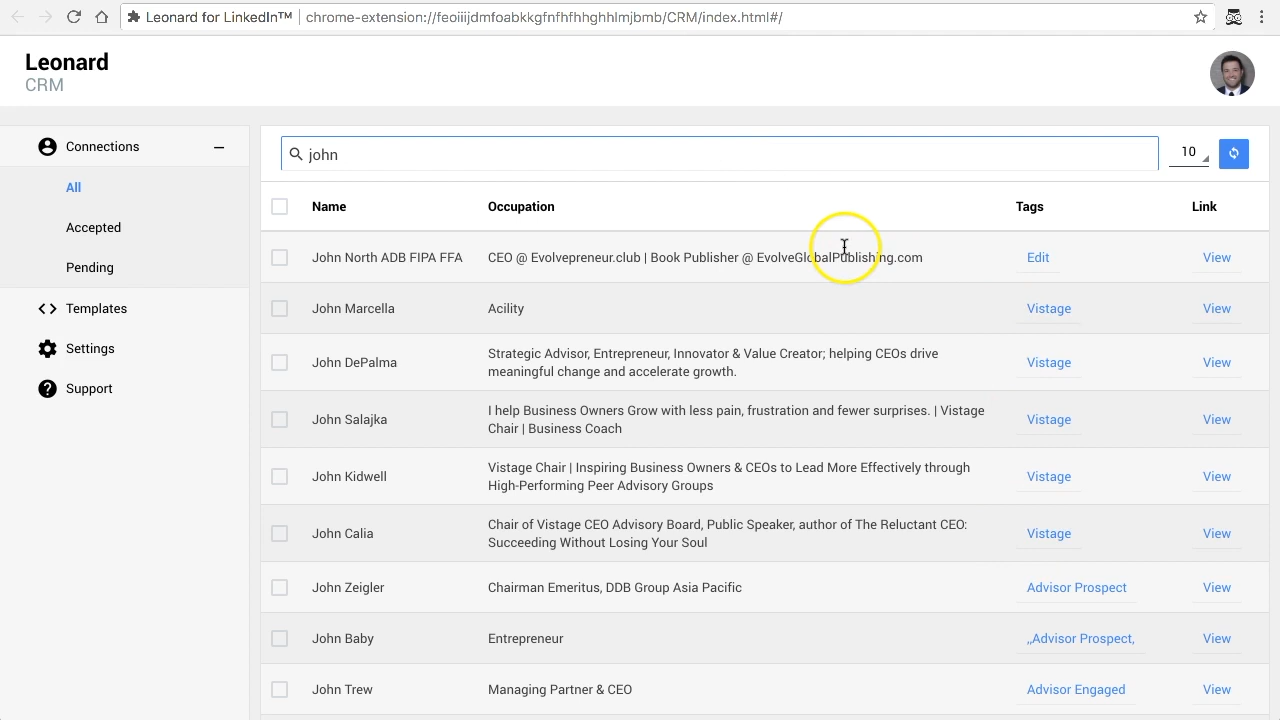 Leonard for LinkedIn™ chrome-extension://feoiiijdmfoabkkgfnfhfhhghhlmjbmb/CRM/index.html#/
Leonard
CRM
Connections
All
Accepted
Pending
Templates
Settings
Support
john
10
Name Occupation Tags Link
John North ADB FIPA FFA CEO @ Evolvepreneur.club | Book Publisher @ EvolveGlobalPublishing.com Edit View
John Marcella Acility Vistage View
John DePalma Strategic Advisor, Entrepreneur, Innovator & Value Creator; helping CEOs drive
meaningful change and accelerate growth. Vistage View
John Salajka I help Business Owners Grow with less pain, frustration and fewer surprises. | Vistage
Chair | Business Coach Vistage View
John Kidwell Vistage Chair | Inspiring Business Owners & CEOs to Lead More Effectively through
High-Performing Peer Advisory Groups Vistage View
John Calia Chair of Vistage CEO Advisory Board, Public Speaker, author of The Reluctant CEO:
Succeeding Without Losing Your Soul Vistage View
John Zeigler Chairman Emeritus, DDB Group Asia Pacific Advisor Prospect View
John Baby Entrepreneur ,,Advisor Prospect, View
John Trew Managing Partner & CEO Advisor Engaged View